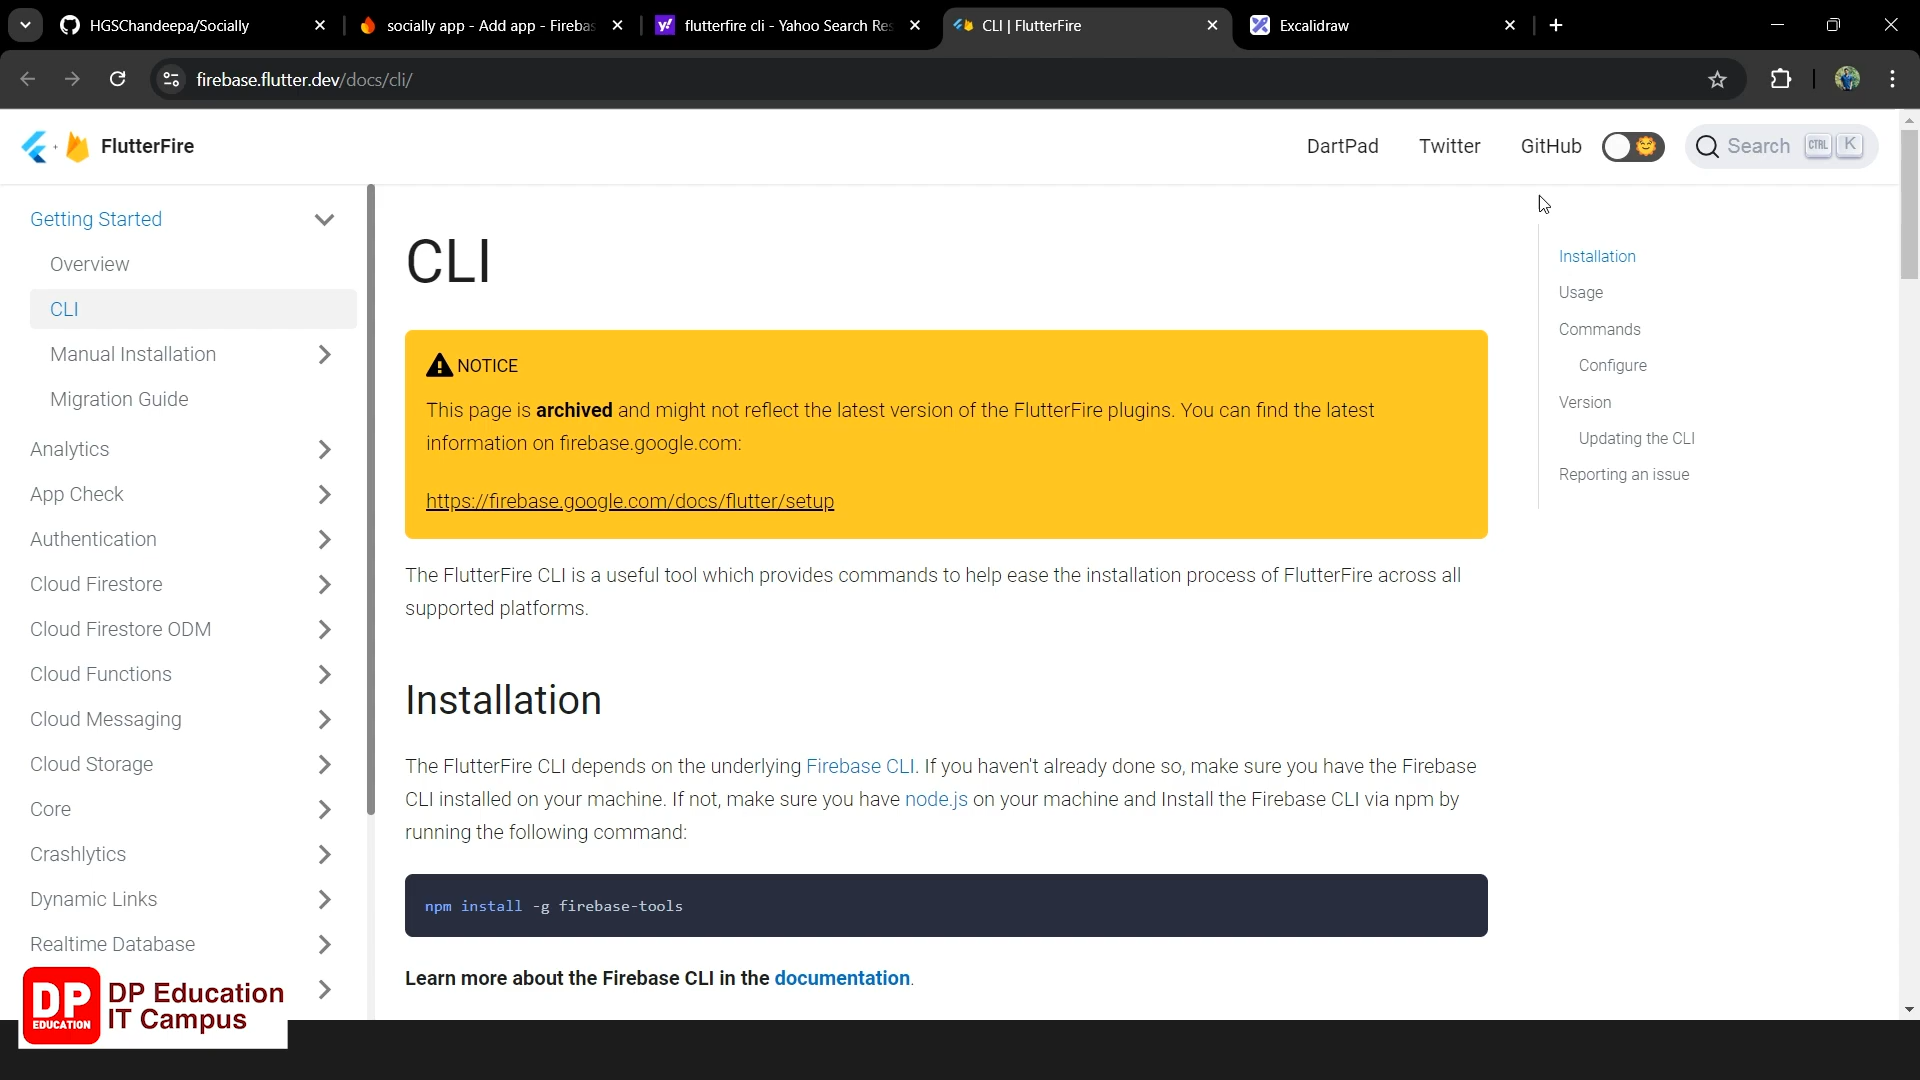 HGSChandeepa/Socially
socially app - Add app - Firebas
flutterfire cli - Yahoo Search Res
CLI | FlutterFire
Excalidraw
firebase.flutter.dev/docs/cli/
FlutterFire
DartPad
Twitter
GitHub
Search
CTRL
K
Getting Started
Overview
CLI
Manual Installation
Migration Guide
Analytics
App Check
Authentication
Cloud Firestore
Cloud Firestore ODM
Cloud Functions
Cloud Messaging
Cloud Storage
Core
Crashlytics
Dynamic Links
Realtime Database
CLI
NOTICE
This page is archived and might not reflect the latest version of the FlutterFire plugins. You can find the latest
information on firebase.google.com:
https://firebase.google.com/docs/flutter/setup
The FlutterFire CLI is a useful tool which provides commands to help ease the installation process of FlutterFire across all
supported platforms.
Installation
The FlutterFire CLI depends on the underlying Firebase CLI. If you haven't already done so, make sure you have the Firebase
CLI installed on your machine. If not, make sure you have node.js on your machine and Install the Firebase CLI via npm by
running the following command:
npm install -g firebase-tools
Learn more about the Firebase CLI in the documentation.
Installation
Usage
Commands
Configure
Version
Updating the CLI
Reporting an issue
DP
EDUCATION
DP Education
IT Campus